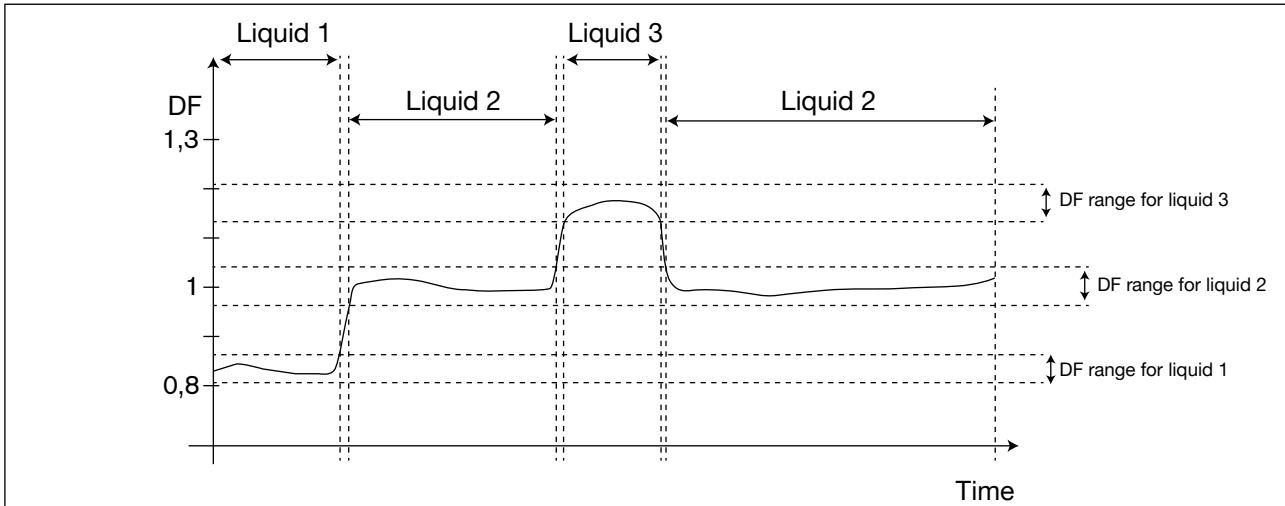 Liquid 1
Liquid 3
DF
Liquid 2
Liquid 2
1,3
DF range for liquid 3
1
DF range for liquid 2
DF range for liquid 1
0,8
Time